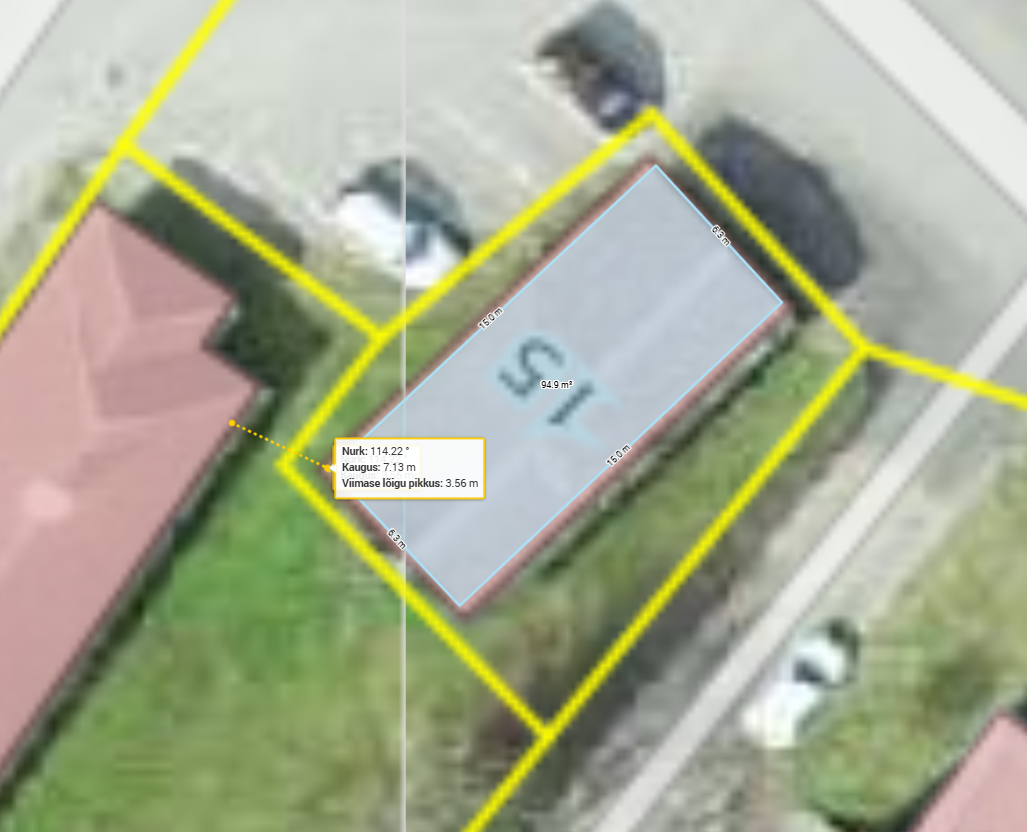 6.3 m
15.0 m
15
94.9 m²
Nurk: 114.22 °
Kaugus: 7.13 m
Viimase lõigu pikkus: 3.56 m
15.0 m
6.3 m